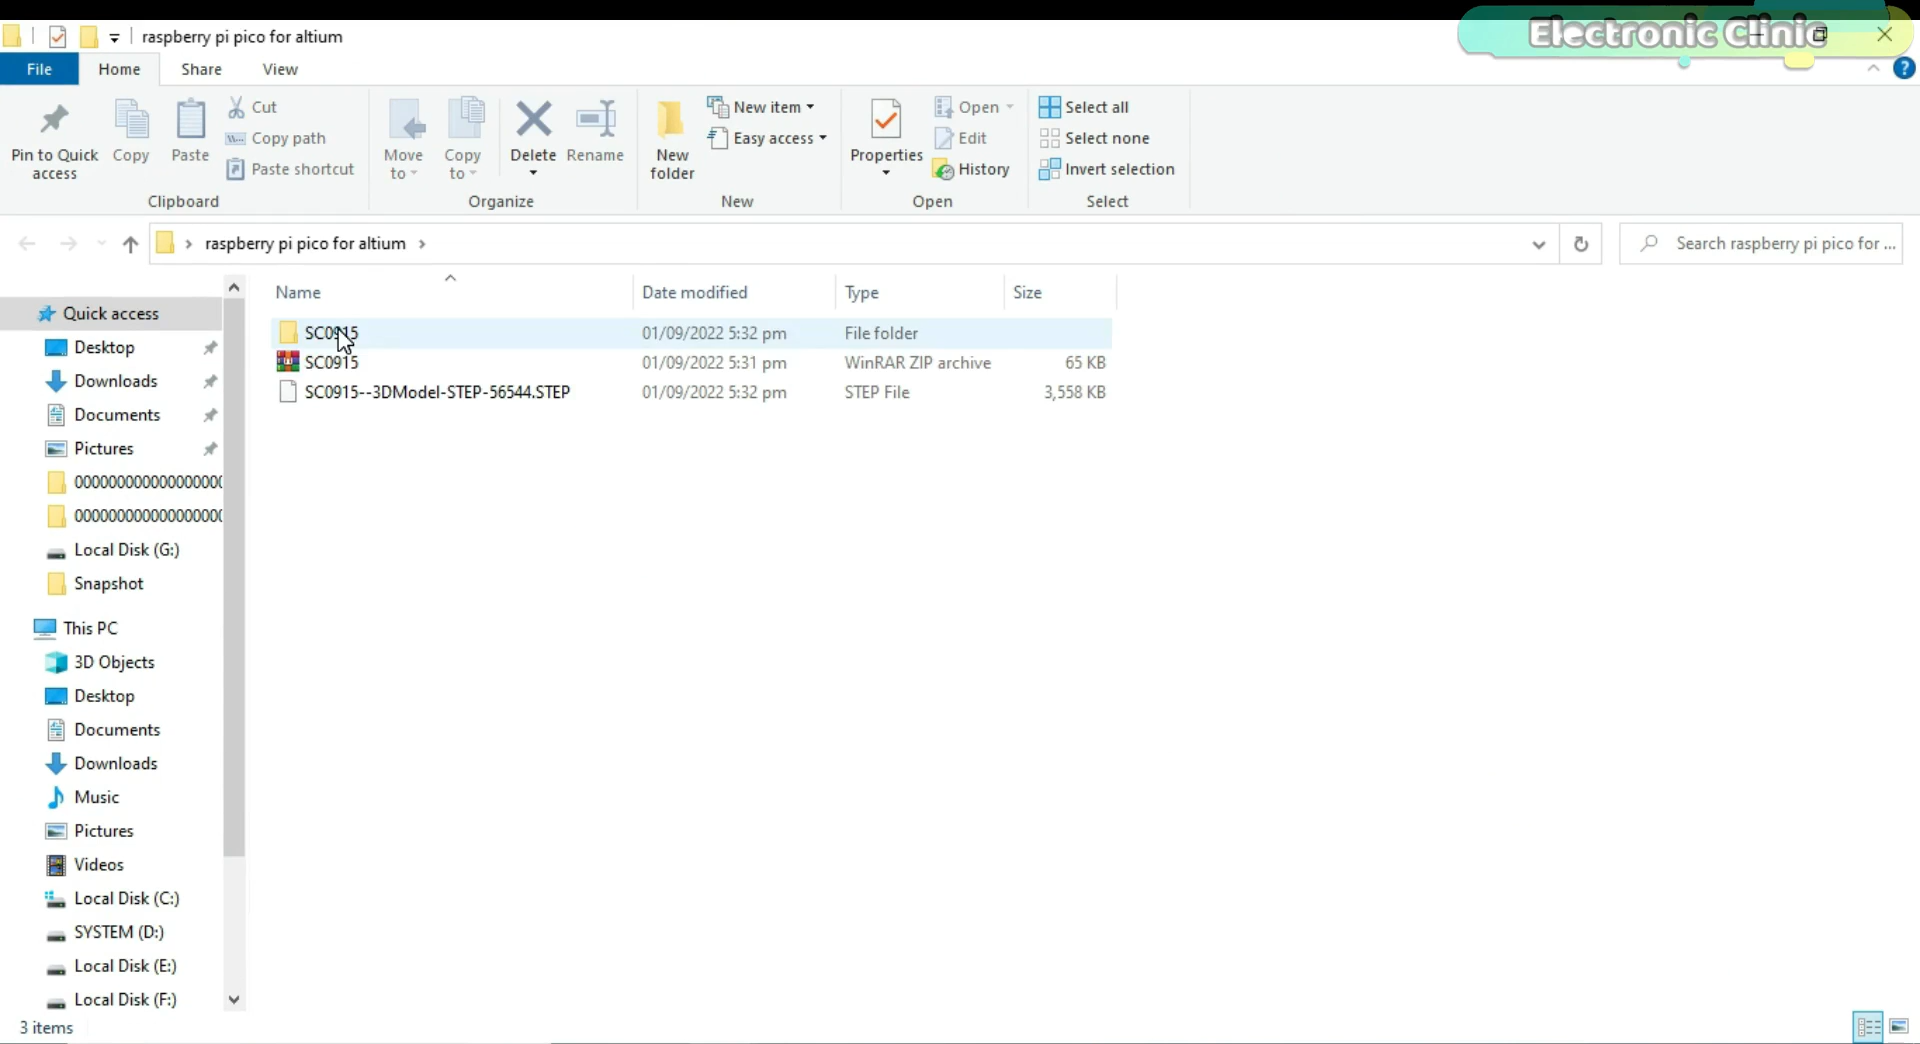 raspberry pi pico for altium
Electronic Clinic
File Home Share View
Pin to Quick access
Copy
Paste
Cut
Copy path
Paste shortcut
Clipboard
Move to
Copy to
Delete
Rename
Organize
New folder
New item
Easy access
New
Properties
Open
Edit
History
Open
Select all
Select none
Invert selection
Select
raspberry pi pico for altium
Search raspberry pi pico for ...
Name Date modified Type Size
SC0915 01/09/2022 5:32 pm File folder
SC0915 01/09/2022 5:31 pm WinRAR ZIP archive 65 KB
SC0915--3DModel-STEP-56544.STEP 01/09/2022 5:32 pm STEP File 3,558 KB
Quick access
Desktop
Downloads
Documents
Pictures
Local Disk (G:)
Snapshot
This PC
3D Objects
Desktop
Documents
Downloads
Music
Pictures
Videos
Local Disk (C:)
SYSTEM (D:)
Local Disk (E:)
Local Disk (F:)
3 items